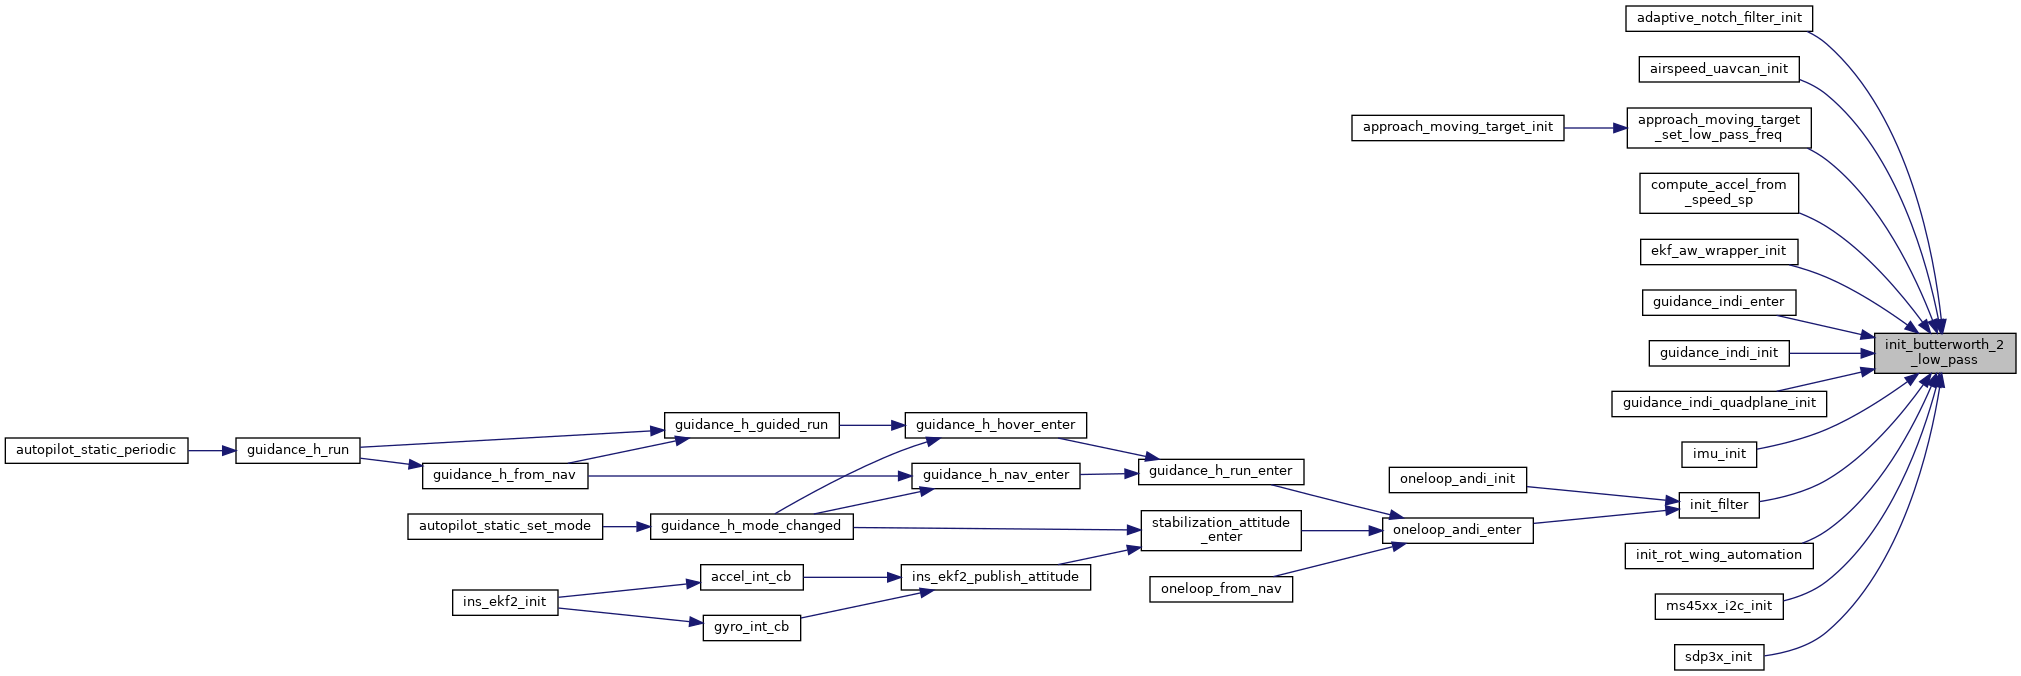 adaptive_notch_filter_init
airspeed_uavcan_init
approach_moving_target_init
approach_moving_target
_set_low_pass_freq
compute_accel_from
_speed_sp
ekf_aw_wrapper_init
guidance_indi_enter
init_butterworth_2
_low_pass
guidance_indi_init
guidance_indi_quadplane_init
autopilot_static_periodic
guidance_h_run
guidance_h_guided_run
guidance_h_hover_enter
guidance_h_from_nav
guidance_h_nav_enter
guidance_h_run_enter
imu_init
oneloop_andi_init
init_filter
autopilot_static_set_mode
guidance_h_mode_changed
stabilization_attitude
_enter
oneloop_andi_enter
init_rot_wing_automation
ins_ekf2_init
accel_int_cb
ins_ekf2_publish_attitude
oneloop_from_nav
ms45xx_i2c_init
gyro_int_cb
sdp3x_init